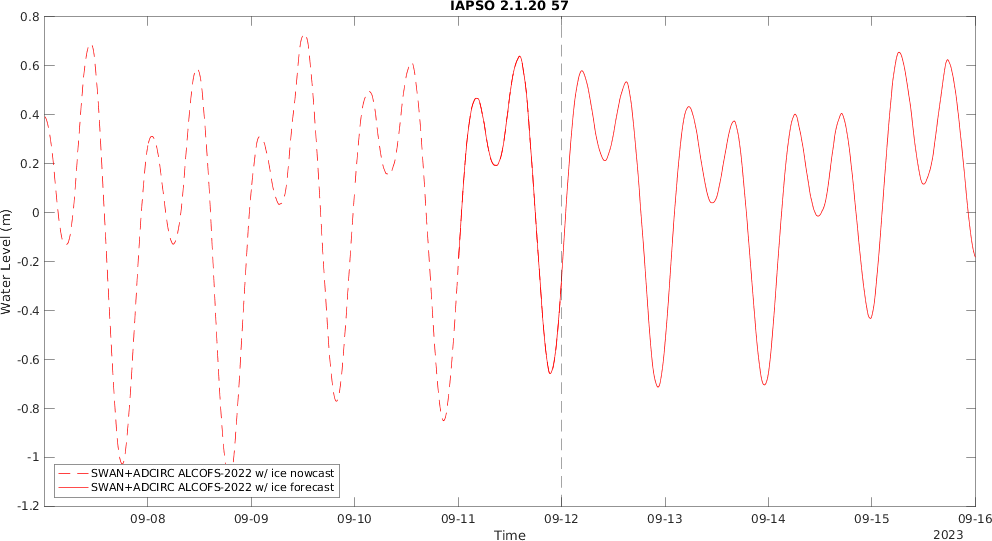 IAPSO 2.1.20 57
0.8
0.6
0.4
0.2
0
-0.2
-0.4
-0.6
-0.8
-1
-1.2
Water Level (m)
SWAN+ADCIRC ALCOFS-2022 w/ ice nowcast
SWAN+ADCIRC ALCOFS-2022 w/ ice forecast
09-08 09-09 09-10 09-11 09-12 09-13 09-14 09-15 09-16
Time
2023